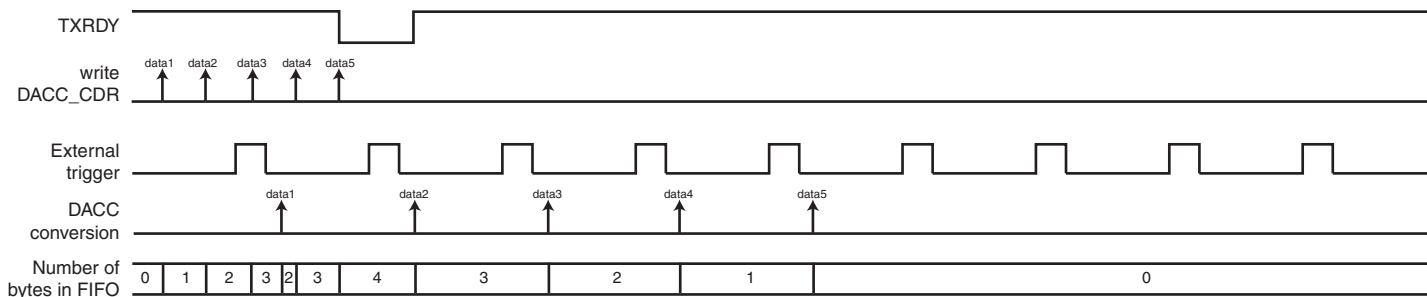 TXRDY
data1 data2 data3 data4 data5
write
DACC_CDR
External
trigger
data1 data2 data3 data4 data5
DACC
conversion
Number of
bytes in FIFO
0 1 2 3 2 3 4 3 2 1 0